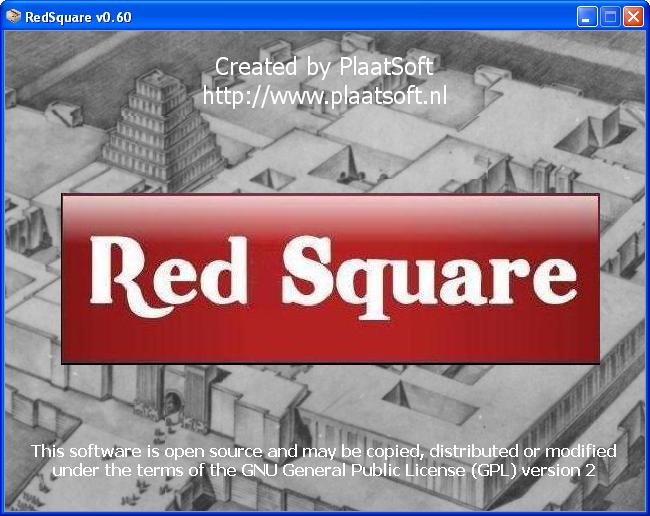 RedSquare v0.60
Created by PlaatSoft
http://www.plaatsoft.nl
Red Square
This software is open source and may be copied, distributed or modified
under the terms of the GNU General Public License (GPL) version 2